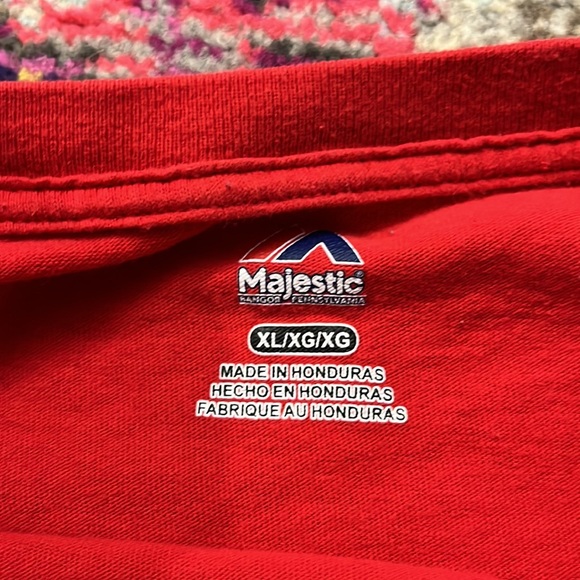 Majestic®
BANGOR PENNSYLVANIA
XL/XG/XG
MADE IN HONDURAS
HECHO EN HONDURAS
FABRIQUE AU HONDURAS